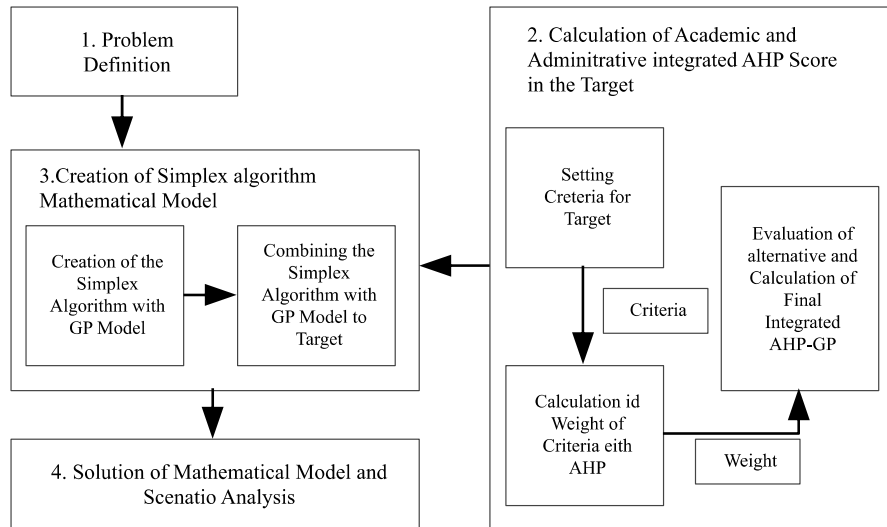 1. Problem
Definition
2. Calculation of Academic and
Adminitrative integrated AHP Score
in the Target
3.Creation of Simplex algorithm
Mathematical Model
Creation of the
Simplex
Algorithm with
GP Model
Combining the
Simplex
Algorithm with
GP Model to
Target
Setting
Creteria for
Target
Criteria
Calculation id
Weight of
Criteria eith
AHP
Weight
Evaluation of
alternative and
Calculation of
Final
Integrated
AHP-GP
4. Solution of Mathematical Model and
Scenatio Analysis